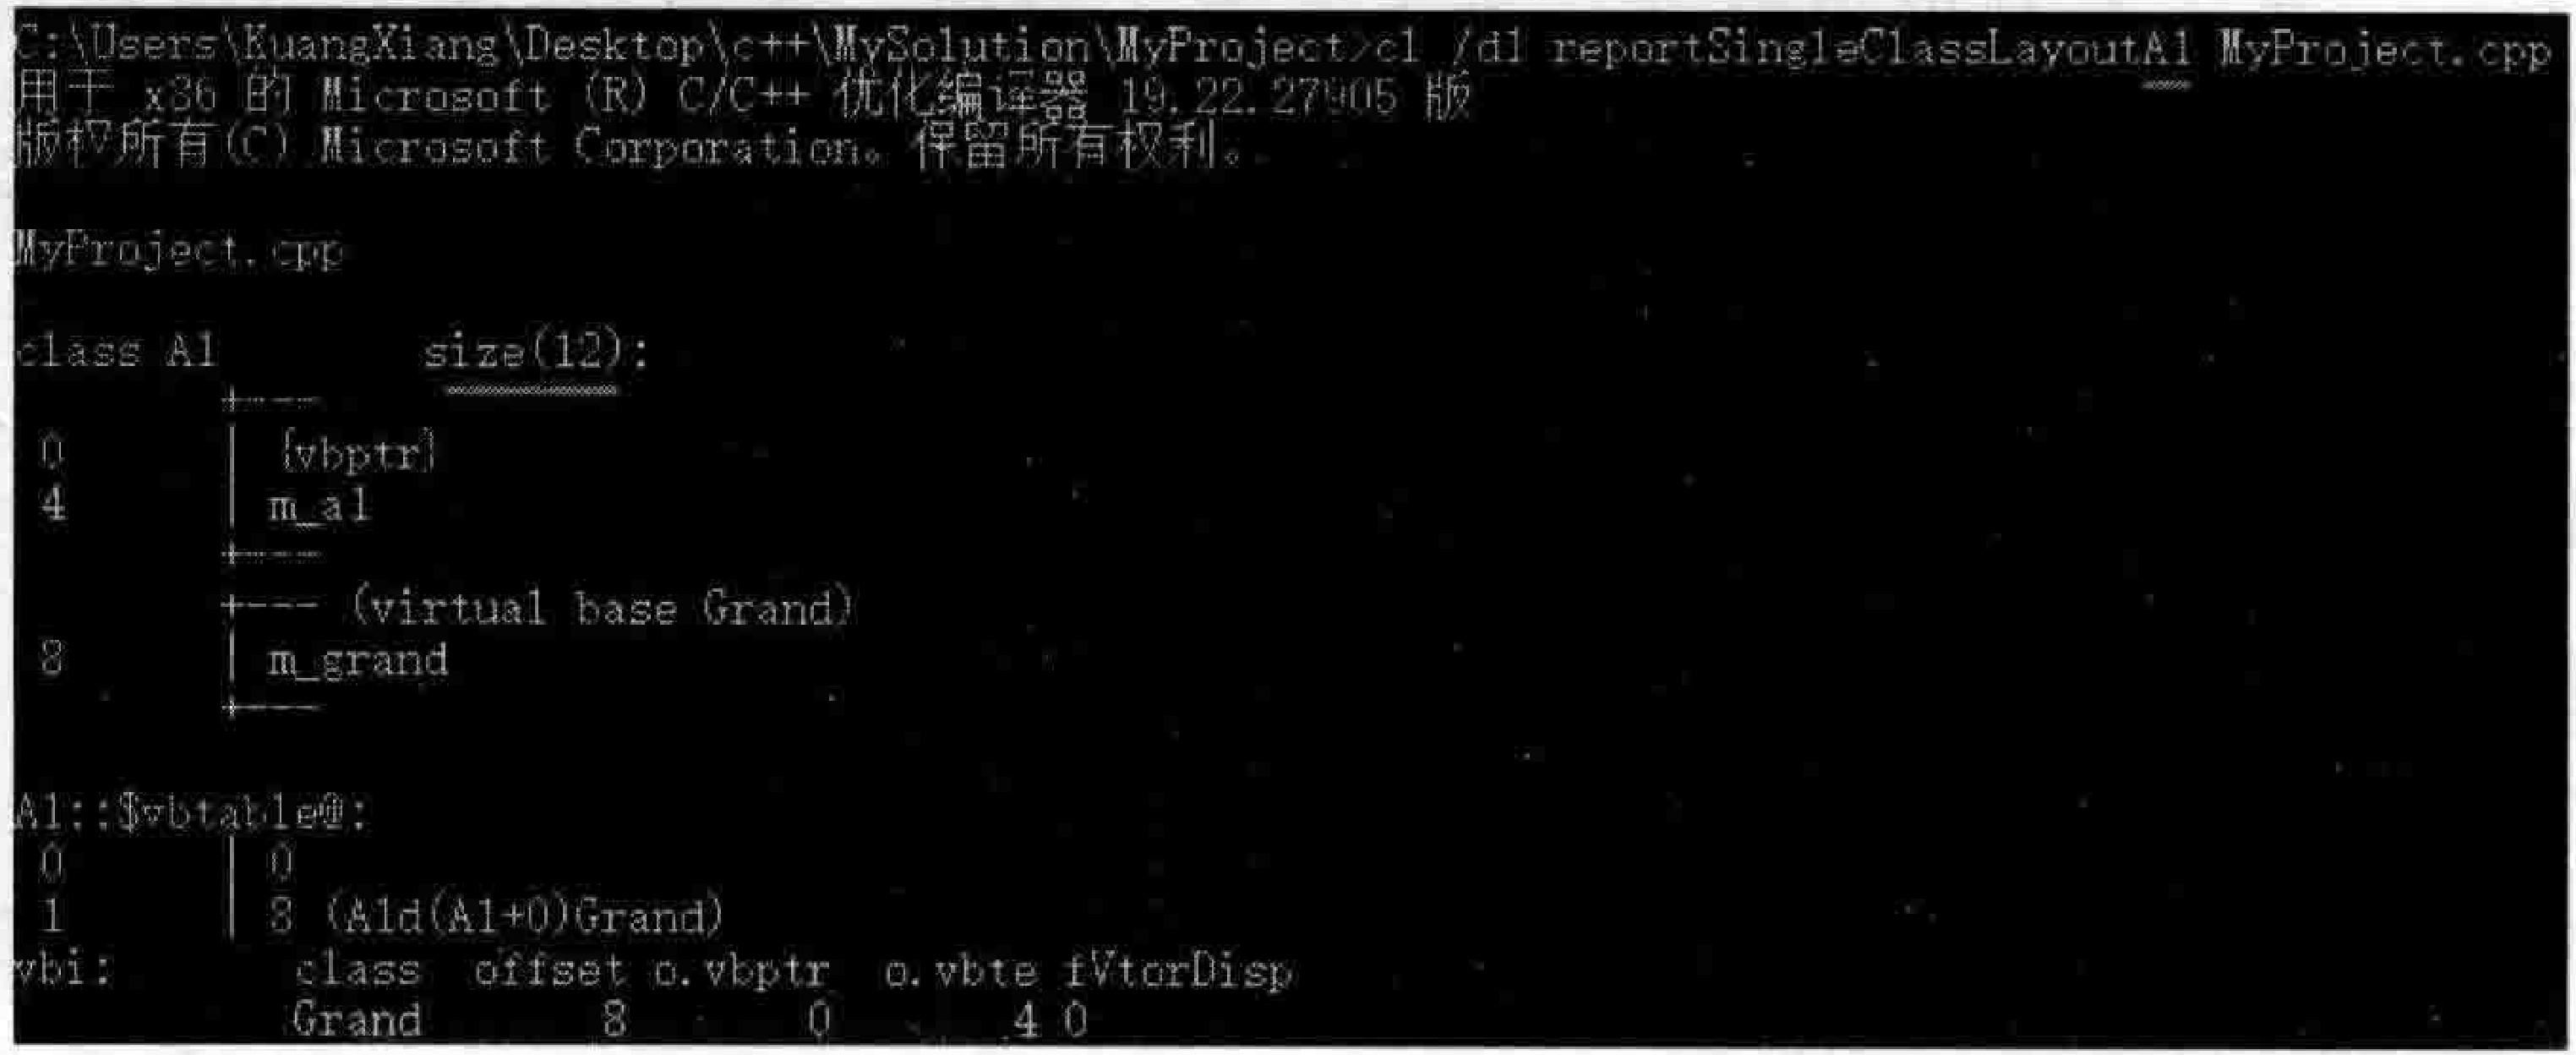 C:\Users\KuangXiang\Desktop\c++\MySolution\MyProject>cl /d1 reportSingleClassLayoutA1 MyProject.cpp
用于 x86 的 Microsoft (R) C/C++ 优化编译器 19.22.27905 版
版权所有(C) Microsoft Corporation。保留所有权利。
MyProject.cpp
class A1 size(12):
+---
0 | {vbptr}
4 | m_a1
+---
+--- (virtual base Grand)
8 | m_grand
+---
A1::$vbtable@:
0 | 0
1 | 8 (A1d(A1+0)Grand)
vbi: class offset o.vbptr o.vbte fVtorDisp
Grand 8 0 4 0